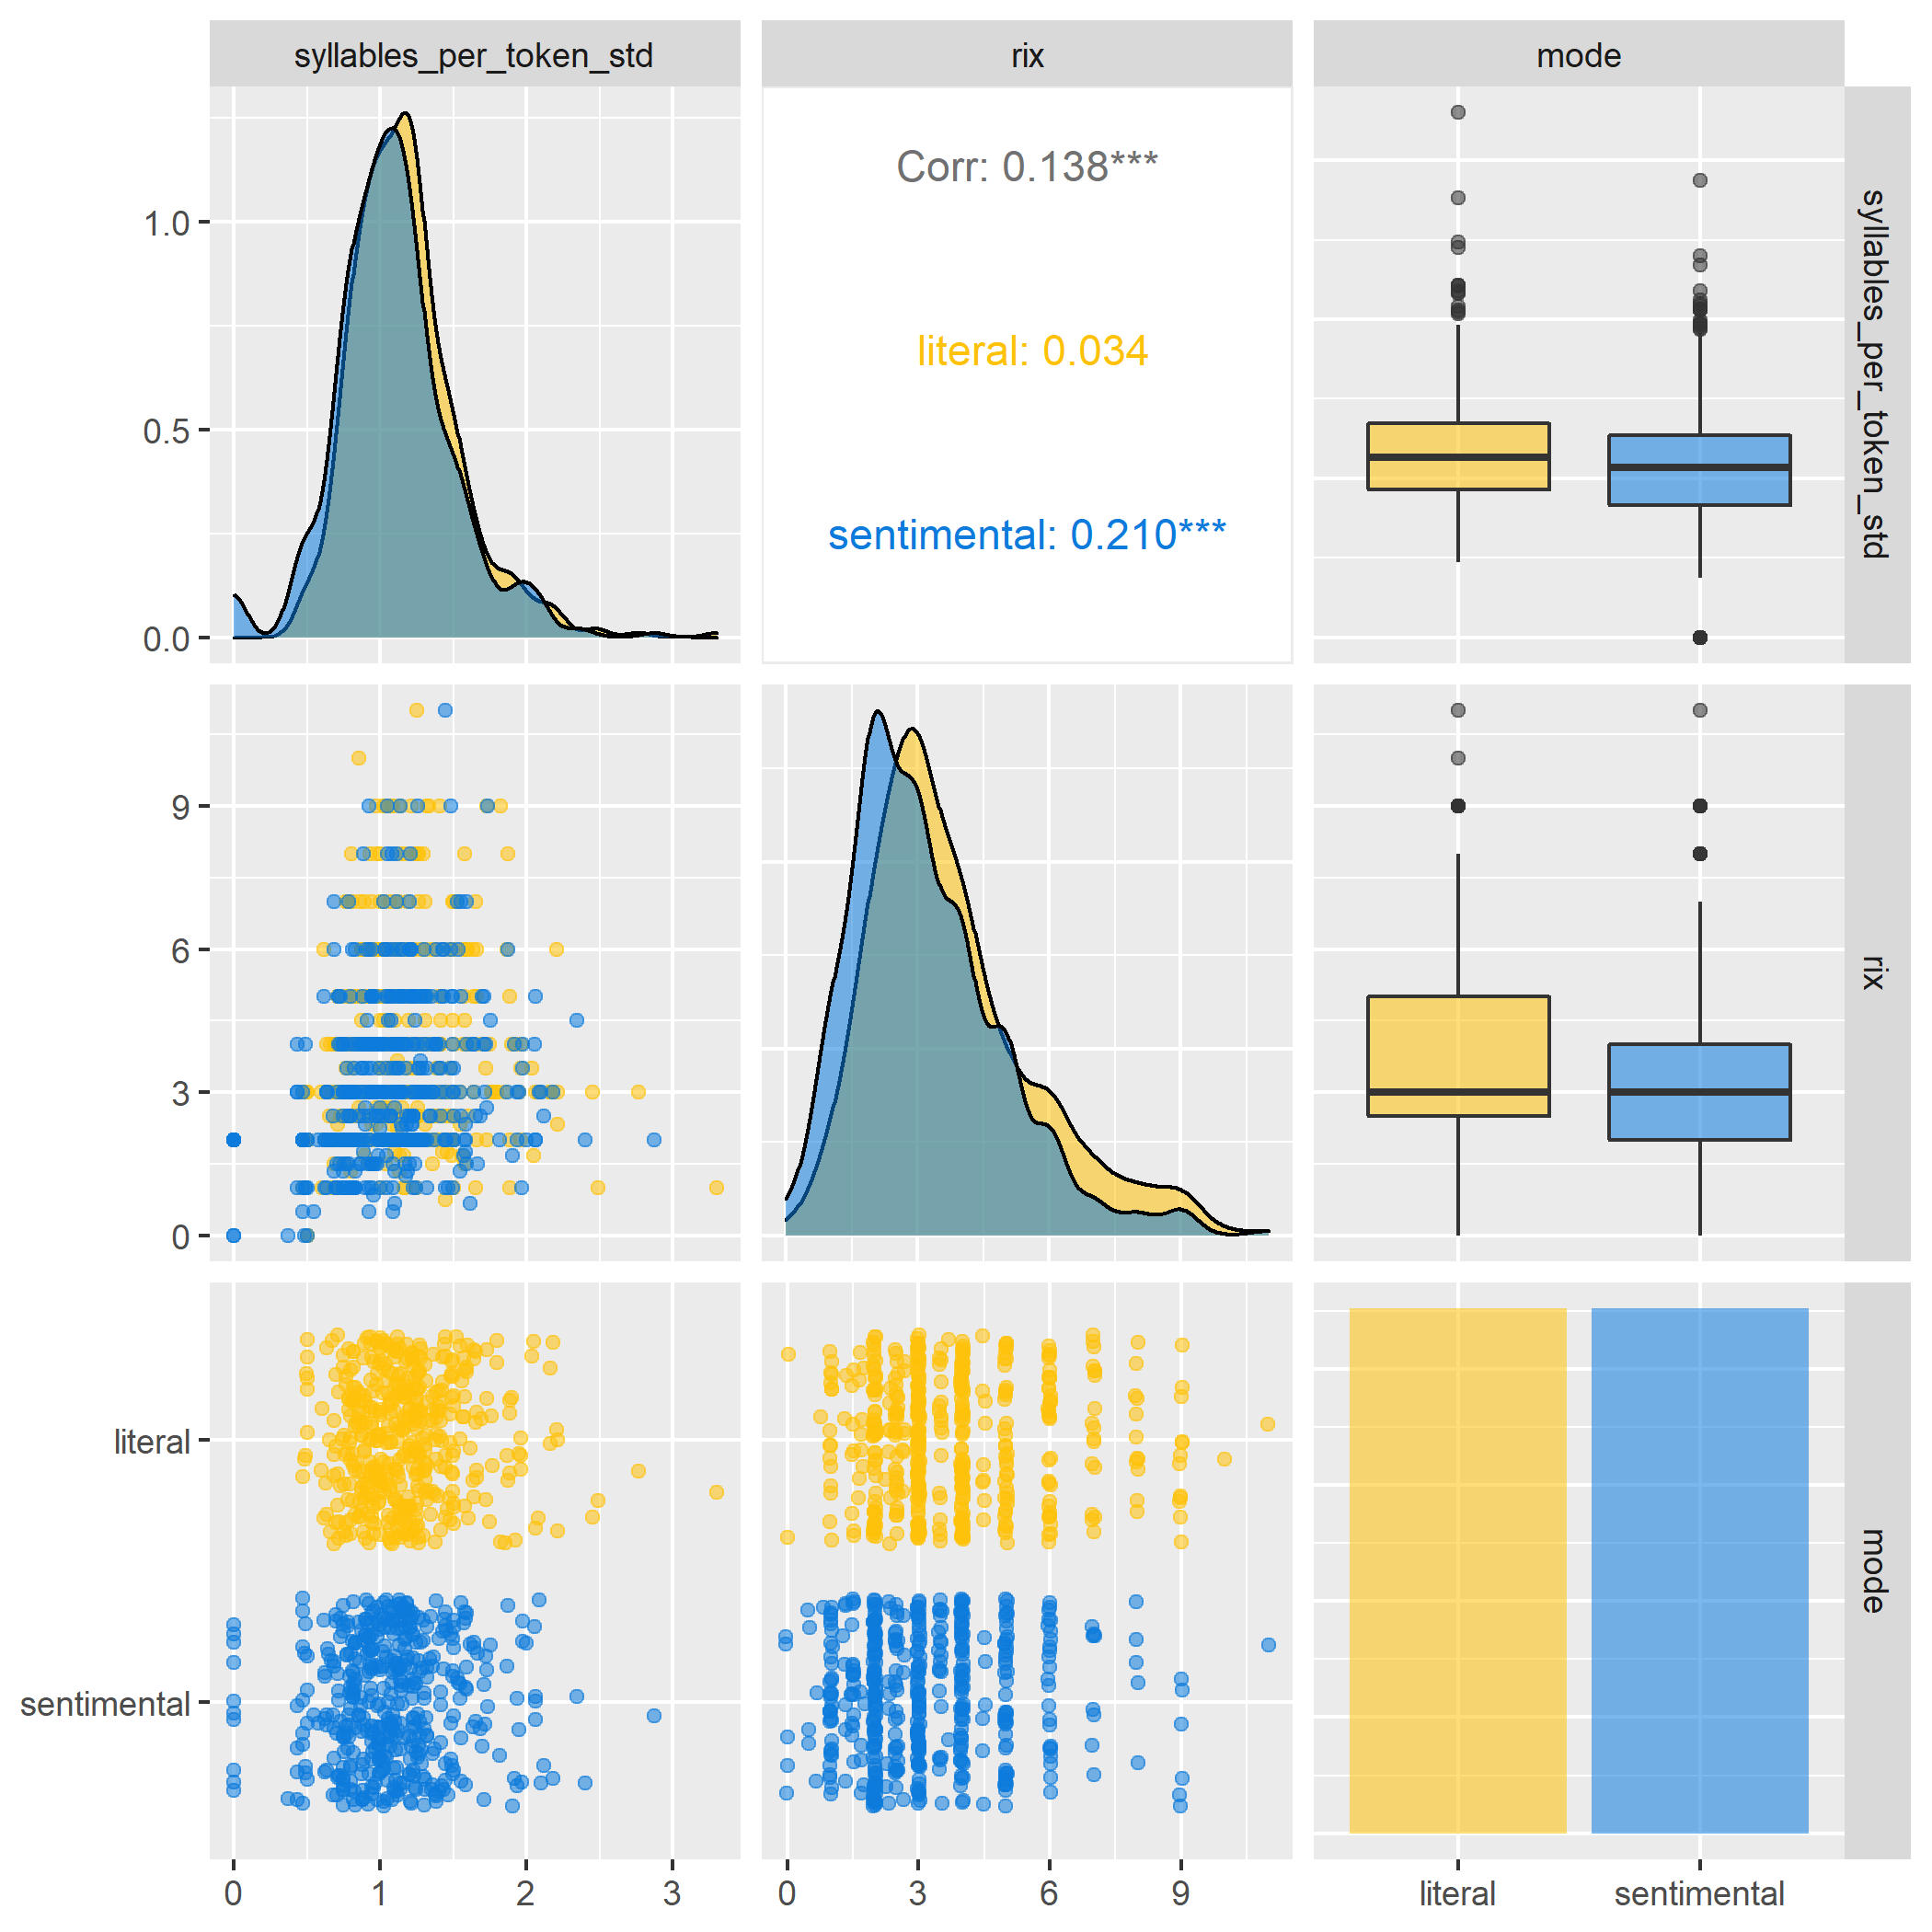 syllables_per_token_std
rix
mode
1.0
0.5
0.0
Corr: 0.138***
literal: 0.034
sentimental: 0.210***
syllables_per_token_std
9
6
3
0
rix
literal
sentimental
mode
0 1 2 3
0 3 6 9
literal sentimental